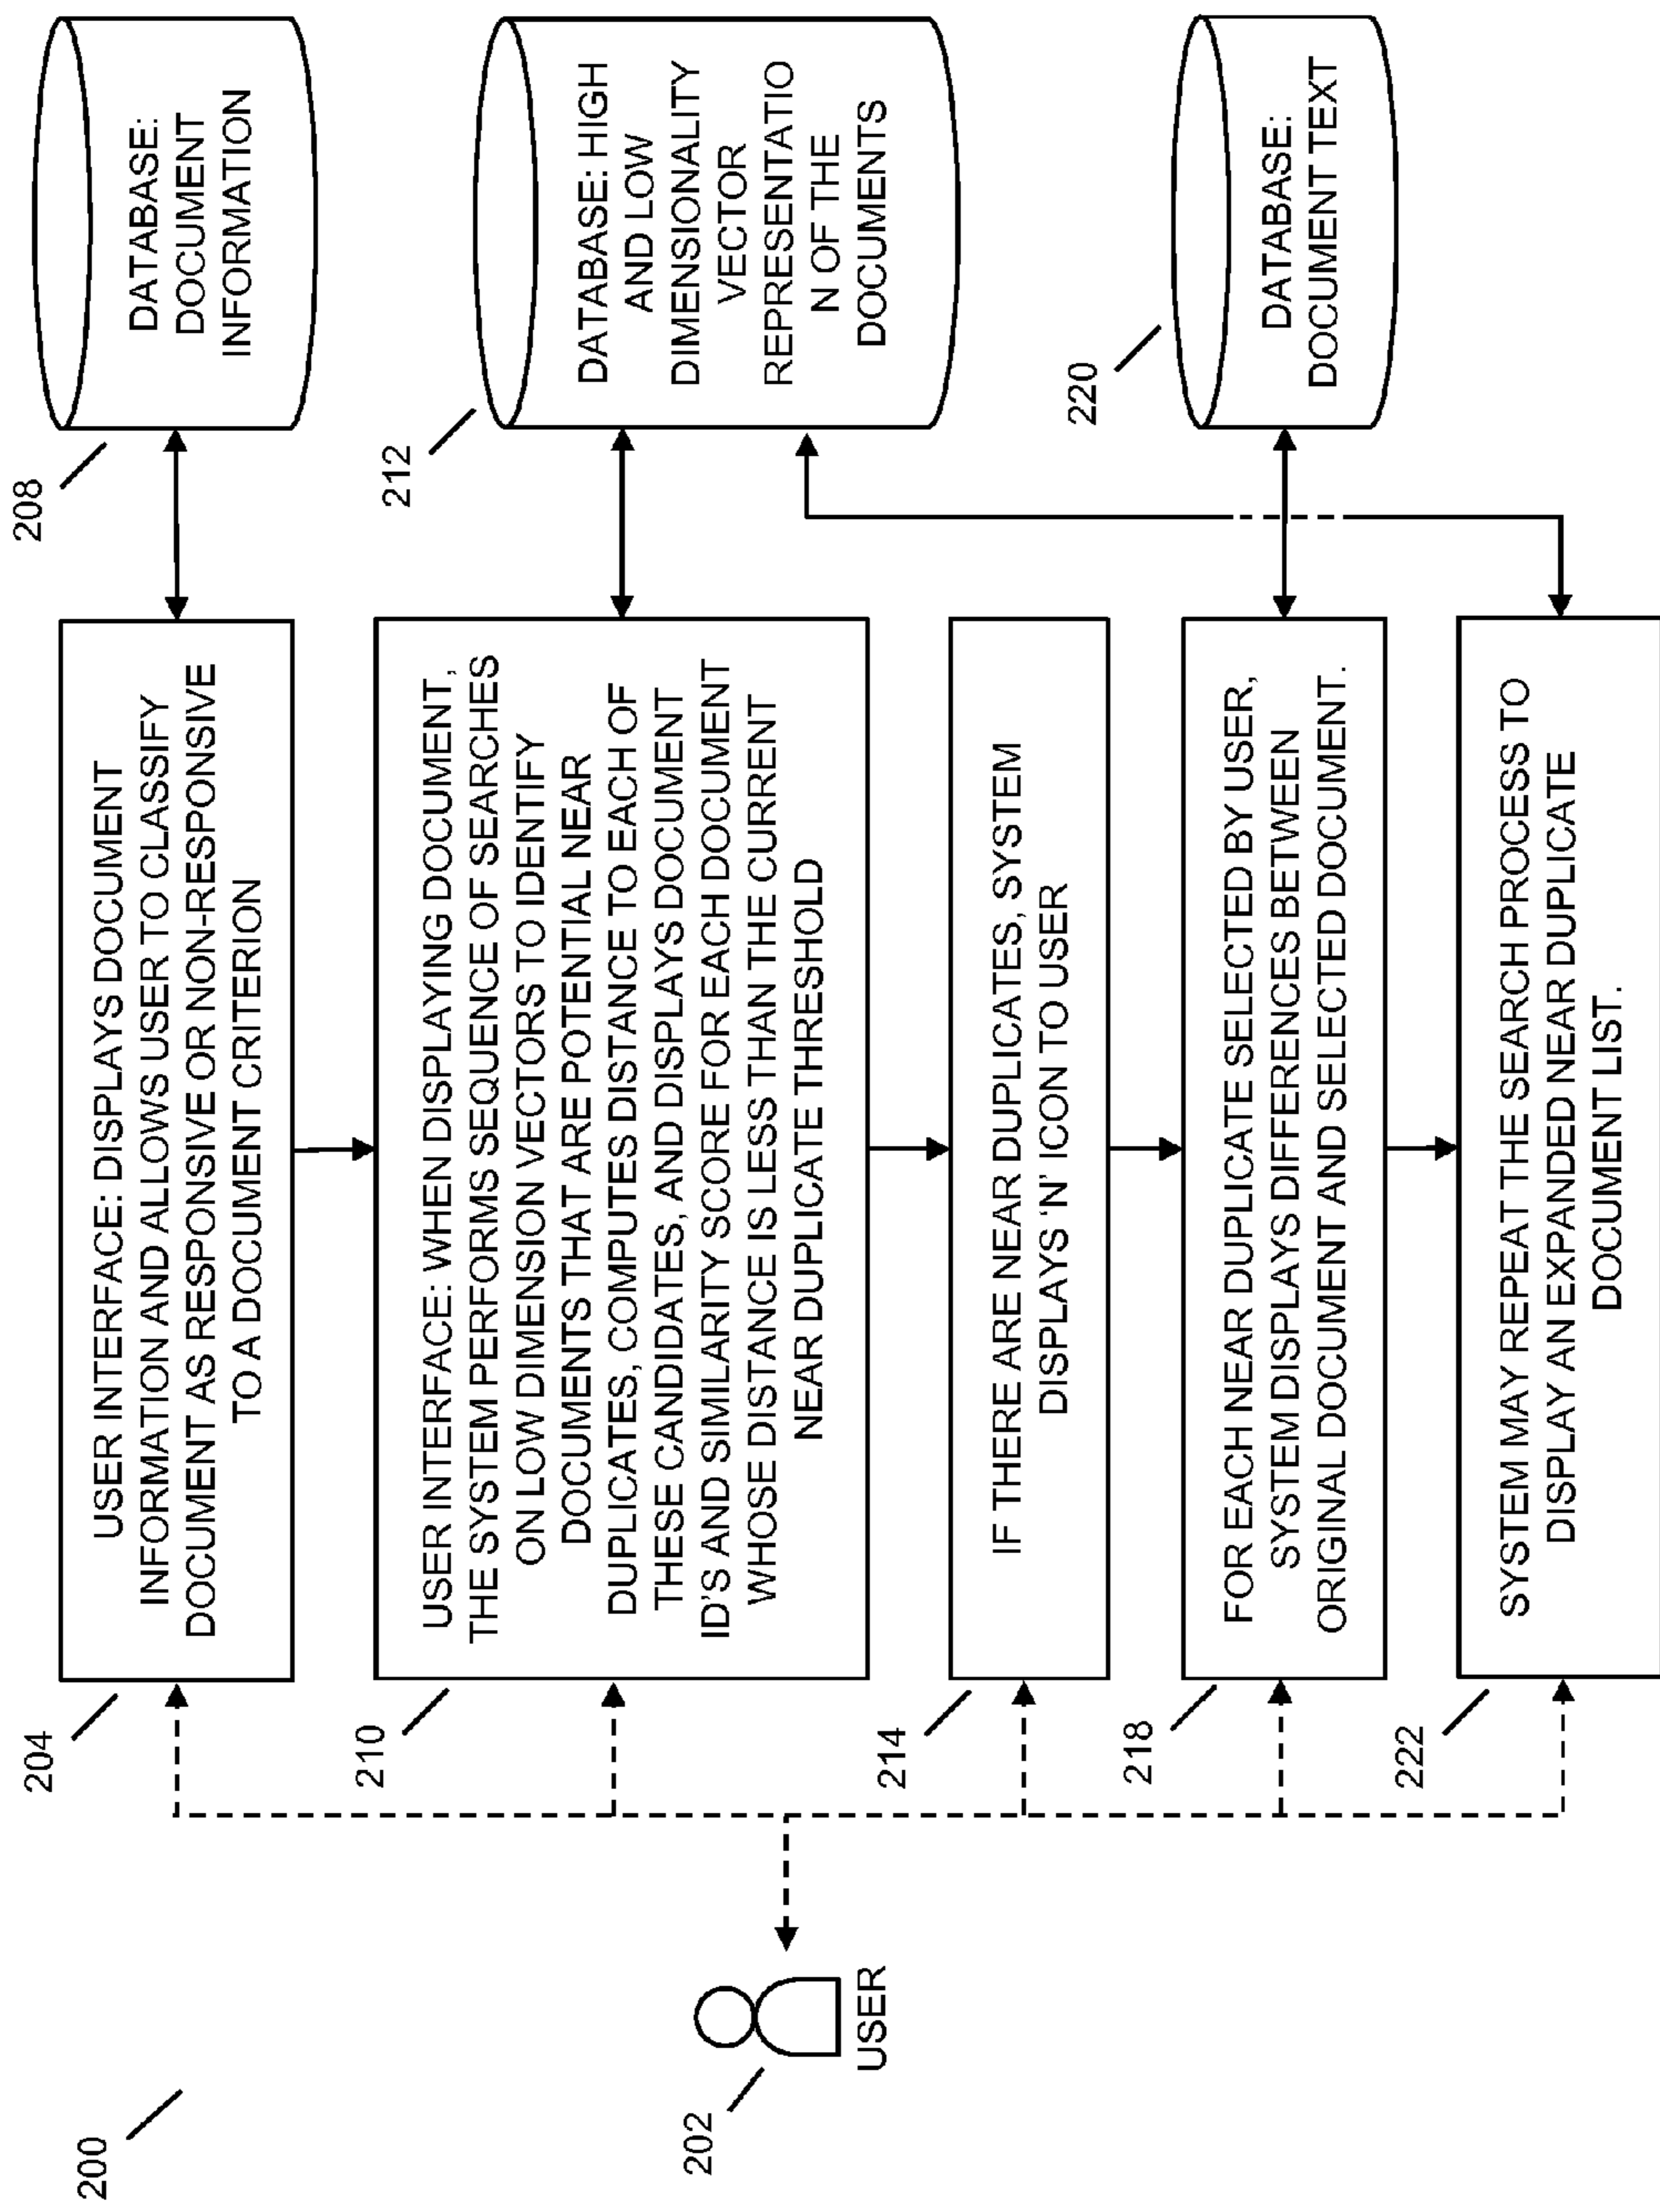 200
202
USER
204
USER INTERFACE: DISPLAYS DOCUMENT
INFORMATION AND ALLOWS USER TO CLASSIFY
DOCUMENT AS RESPONSIVE OR NON-RESPONSIVE
TO A DOCUMENT CRITERION
208
DATABASE:
DOCUMENT
INFORMATION
210
USER INTERFACE: WHEN DISPLAYING DOCUMENT,
THE SYSTEM PERFORMS SEQUENCE OF SEARCHES
ON LOW DIMENSION VECTORS TO IDENTIFY
DOCUMENTS THAT ARE POTENTIAL NEAR
DUPLICATES, COMPUTES DISTANCE TO EACH OF
THESE CANDIDATES, AND DISPLAYS DOCUMENT
ID'S AND SIMILARITY SCORE FOR EACH DOCUMENT
WHOSE DISTANCE IS LESS THAN THE CURRENT
NEAR DUPLICATE THRESHOLD
212
DATABASE: HIGH
AND LOW
DIMENSIONALITY
VECTOR
REPRESENTATIO
N OF THE
DOCUMENTS
214
IF THERE ARE NEAR DUPLICATES, SYSTEM
DISPLAYS ‘N’ ICON TO USER
218
FOR EACH NEAR DUPLICATE SELECTED BY USER,
SYSTEM DISPLAYS DIFFERENCES BETWEEN
ORIGINAL DOCUMENT AND SELECTED DOCUMENT.
220
DATABASE:
DOCUMENT TEXT
222
SYSTEM MAY REPEAT THE SEARCH PROCESS TO
DISPLAY AN EXPANDED NEAR DUPLICATE
DOCUMENT LIST.